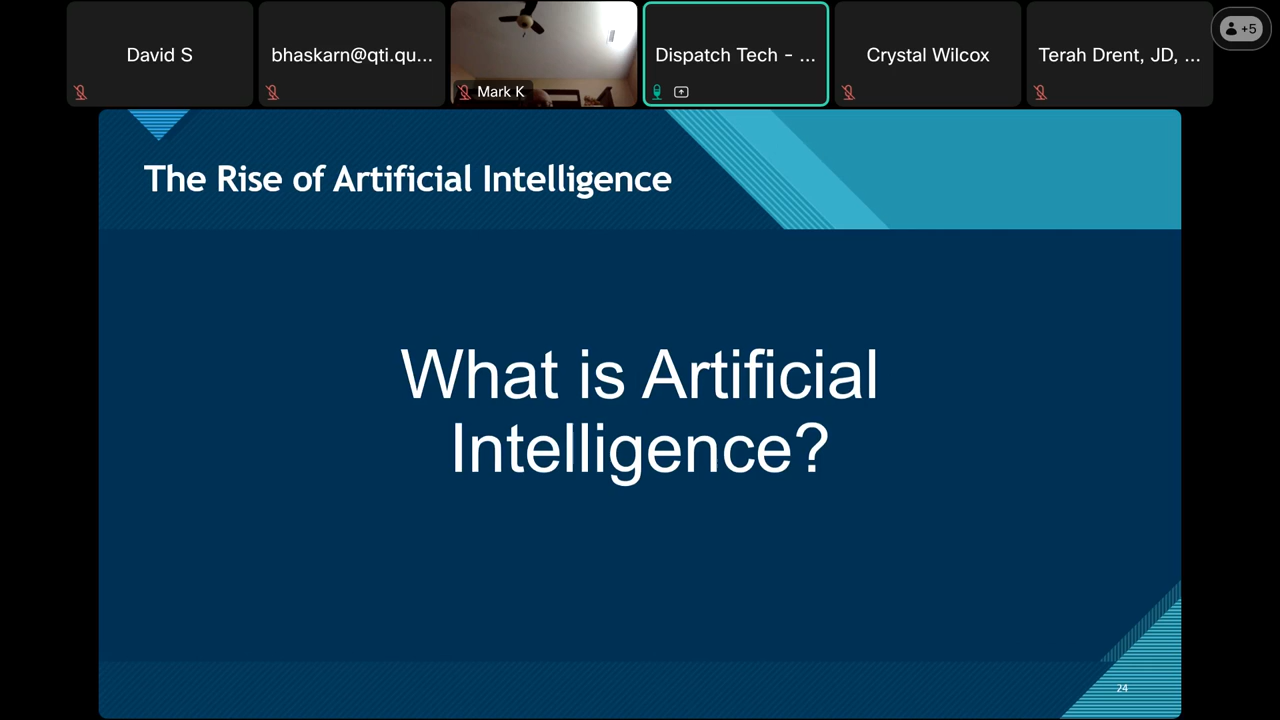 David S
bhaskarn@qti.qu...
Mark K
Dispatch Tech - ...
Crystal Wilcox
Terah Drent, JD, ...
+5
The Rise of Artificial Intelligence
What is Artificial
Intelligence?
24